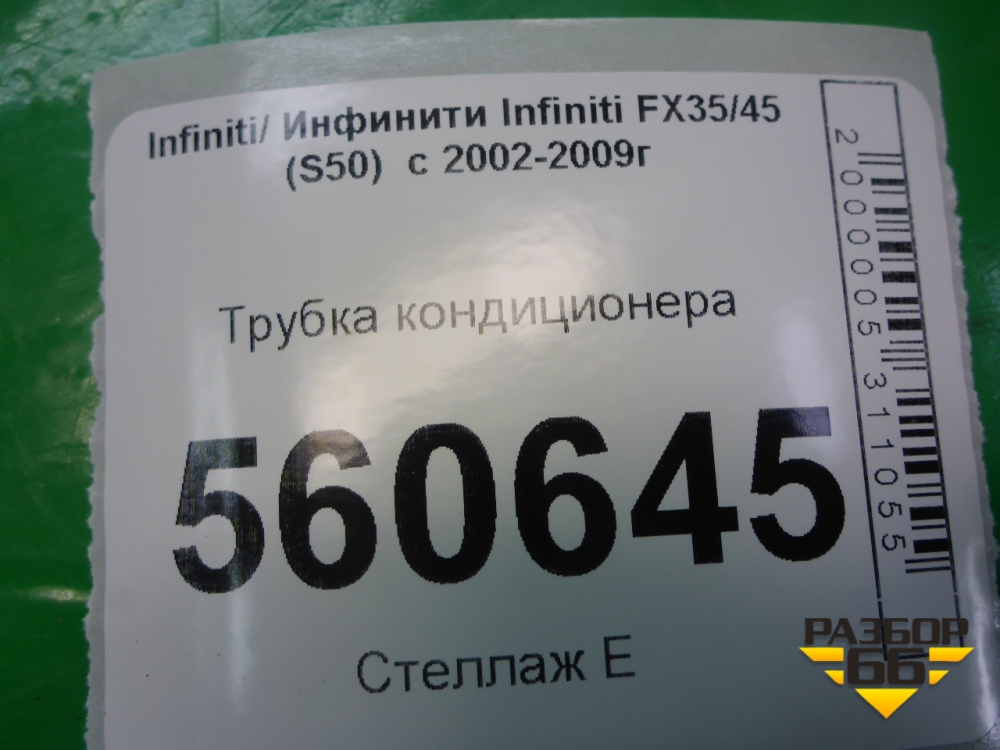 Infiniti/ Инфинити Infiniti FX35/45
(S50) с 2002-2009г
Трубка кондиционера
560645
Стеллаж Е
2000005311055
РАЗБОР
66